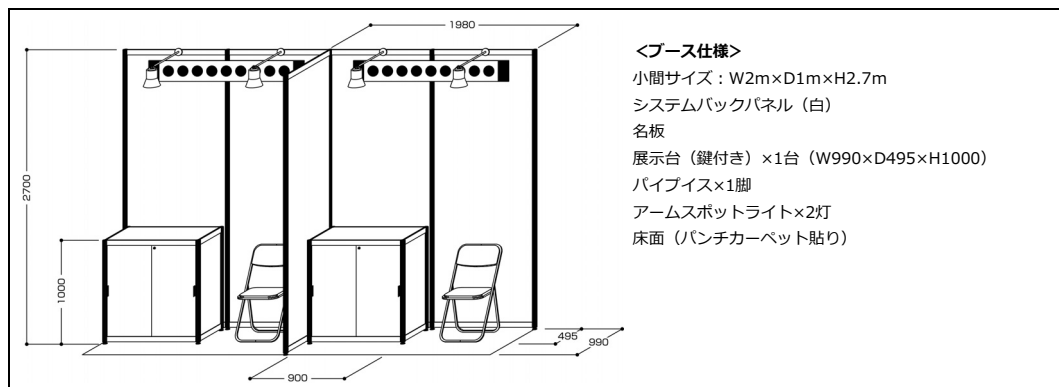 1980
2700
1000
900
495
990
<ブース仕様>
小間サイズ：W2m×D1m×H2.7m
システムバックパネル（白）
名板
展示台（鍵付き）×1台（W990×D495×H1000）
パイプイス×1脚
アームスポットライト×2灯
床面（パンチカーペット貼り）